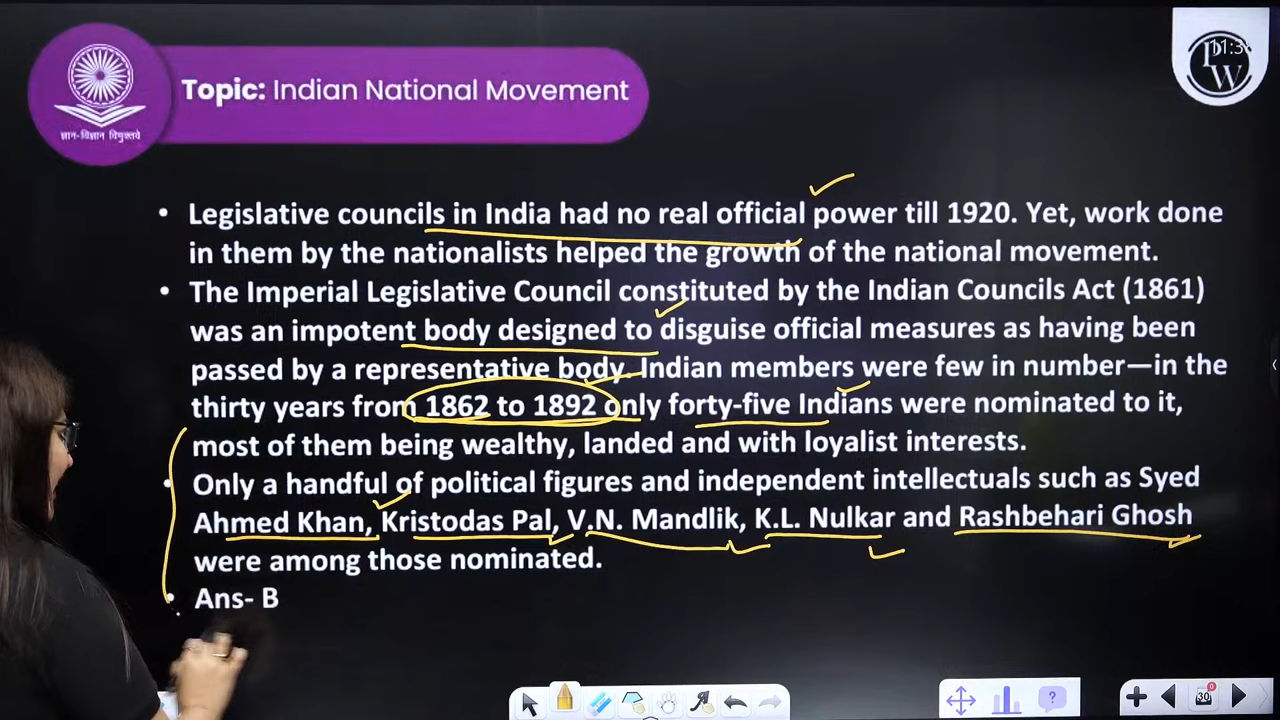 ज्ञान-विज्ञान विमुक्तये
Topic: Indian National Movement
PW
• Legislative councils in India had no real official power till 1920. Yet, work done
in them by the nationalists helped the growth of the national movement.
• The Imperial Legislative Council constituted by the Indian Councils Act (1861)
was an impotent body designed to disguise official measures as having been
passed by a representative body. Indian members were few in number—in the
thirty years from 1862 to 1892 only forty-five Indians were nominated to it,
most of them being wealthy, landed and with loyalist interests.
• Only a handful of political figures and independent intellectuals such as Syed
Ahmed Khan, Kristodas Pal, V.N. Mandlik, K.L. Nulkar and Rashbehari Ghosh
were among those nominated.
• Ans- B
30